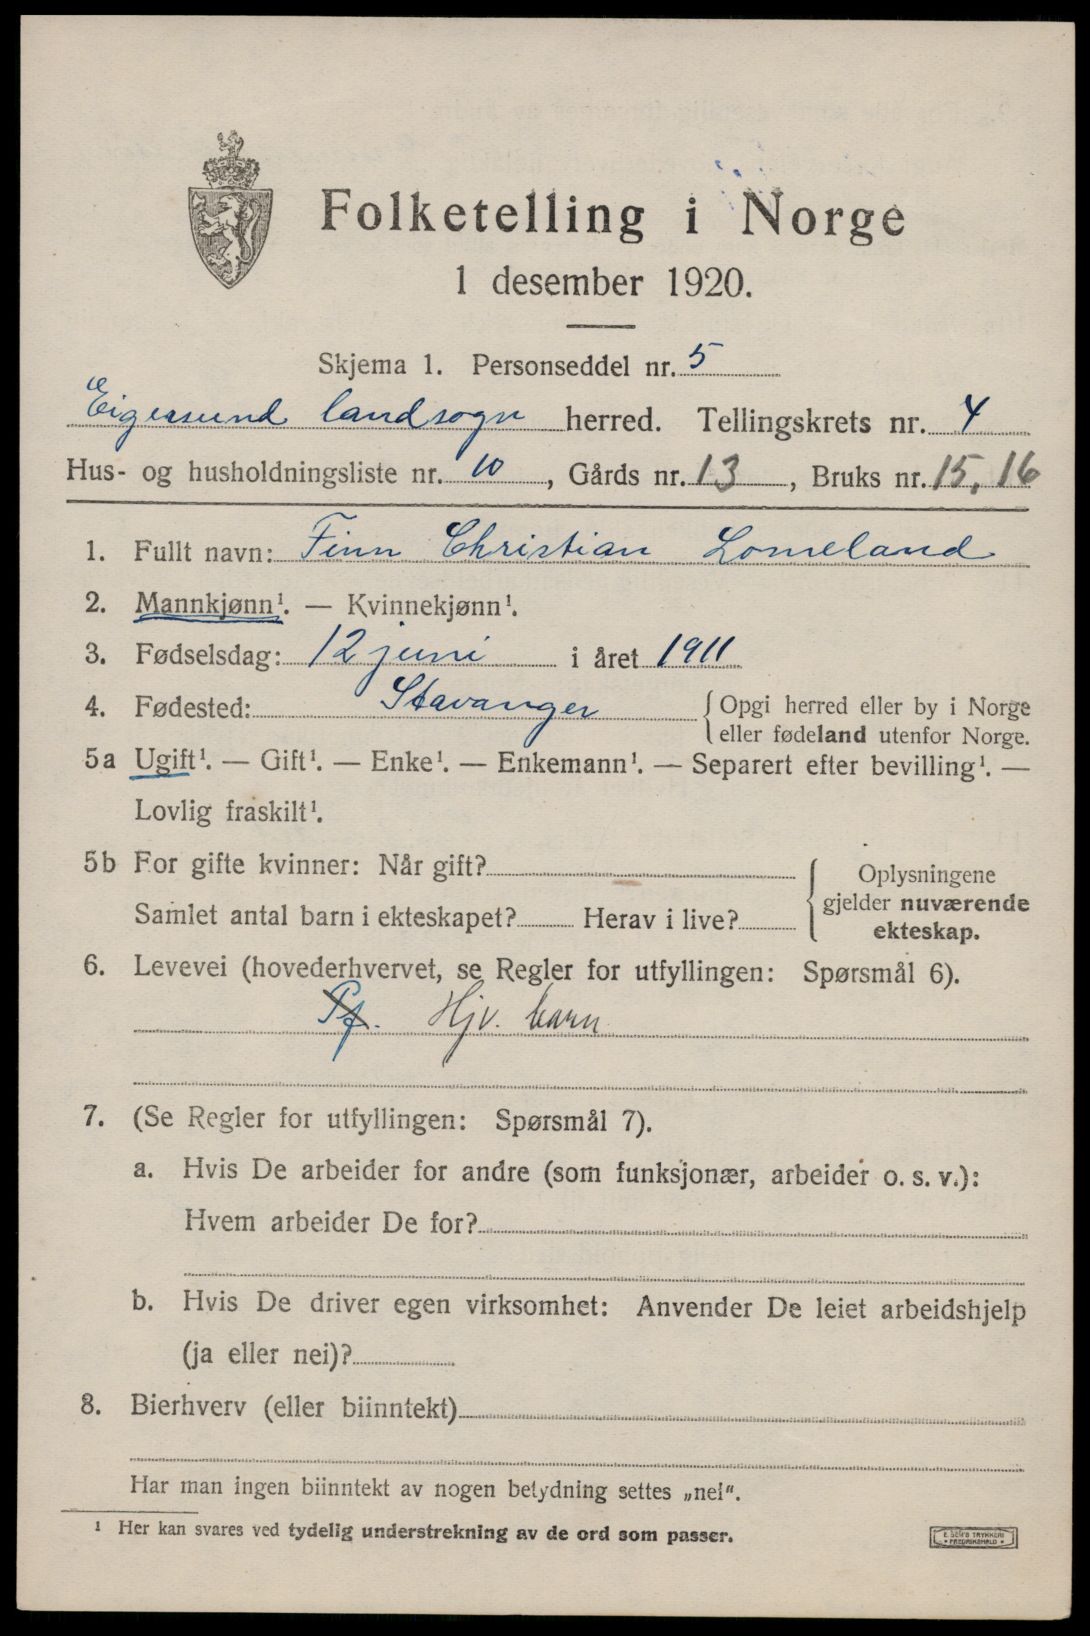 Folketelling i Norge
1 desember 1920.
Skjema 1. Personseddel nr. 5
Eigersund landsogn herred. Tellingskrets nr. 4
Hus- og husholdningsliste nr. 10, Gårds nr. 13, Bruks nr. 15, 16
1. Fullt navn: Finn Christian Lomeland
2. Mannkjønn¹. — Kvinnekjønn¹.
3. Fødselsdag: 12 juni i året 1911
4. Fødested: Stavanger { Opgi herred eller by i Norge
eller fødeland utenfor Norge.
5a Ugift¹. — Gift¹. — Enke¹. — Enkemann¹. — Separert efter bevilling¹. —
Lovlig fraskilt¹.
5b For gifte kvinner: Når gift? { Oplysningene
gjelder nuværende
Samlet antal barn i ekteskapet? Herav i live?
ekteskap.
6. Levevei (hovederhvervet, se Regler for utfyllingen: Spørsmål 6).
Pf. Hjv. barn
7. (Se Regler for utfyllingen: Spørsmål 7).
a. Hvis De arbeider for andre (som funksjonær, arbeider o. s. v.):
Hvem arbeider De for?
b. Hvis De driver egen virksomhet: Anvender De leiet arbeidshjelp
(ja eller nei)?
8. Bierhverv (eller biinntekt)
Har man ingen biinntekt av nogen betydning settes „nei".
¹ Her kan svares ved tydelig understrekning av de ord som passer.
E. SEM'S TRYKKERI
* FREDRIKSHALD *